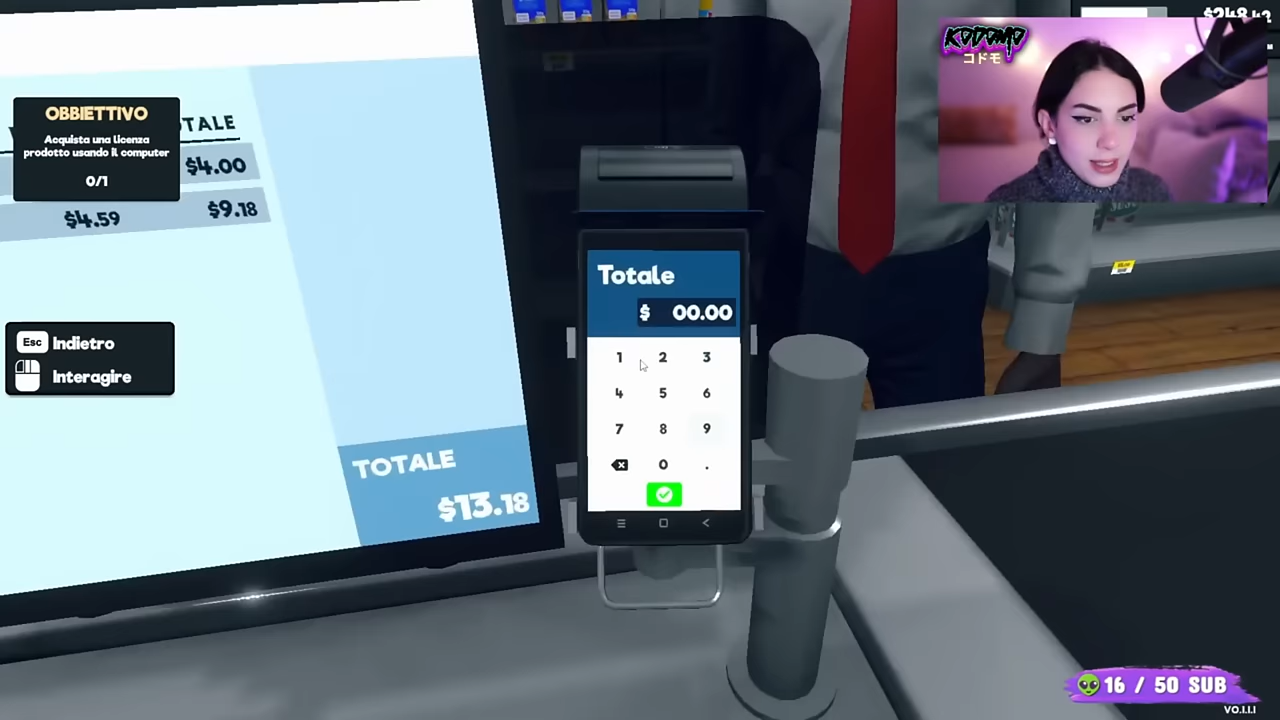 OBBIETTIVO
Acquista una licenza
prodotto usando il computer
0/1
TALE
$4.00
$4.59 $9.18
Esc Indietro
Interagire
TOTALE
$13.18
Totale
$ 00.00
1 2 3
4 5 6
7 8 9
0 .
KODOMO
コドモ
16 / 50 SUB
V0.1.1.1